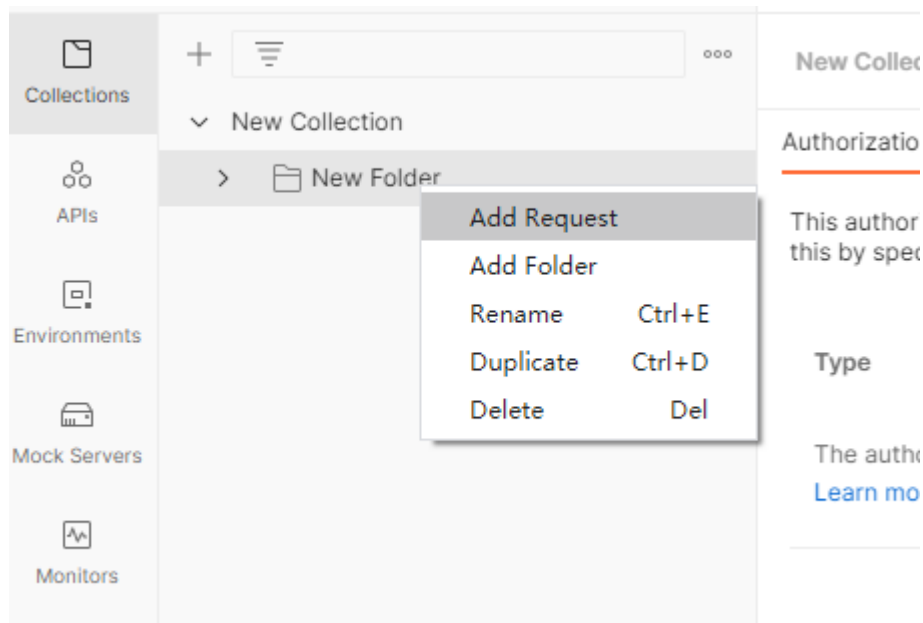 Collections
APIs
Environments
Mock Servers
Monitors
New Collection
New Folder
Add Request
Add Folder
Rename Ctrl+E
Duplicate Ctrl+D
Delete Del
New Collec
Authorizatio
This author
this by spec
Type
The autho
Learn mo